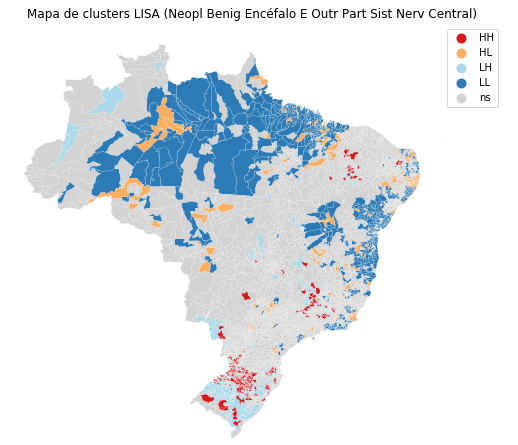 Mapa de clusters LISA (Neopl Benig Encéfalo E Outr Part Sist Nerv Central)
HH
HL
LH
LL
ns